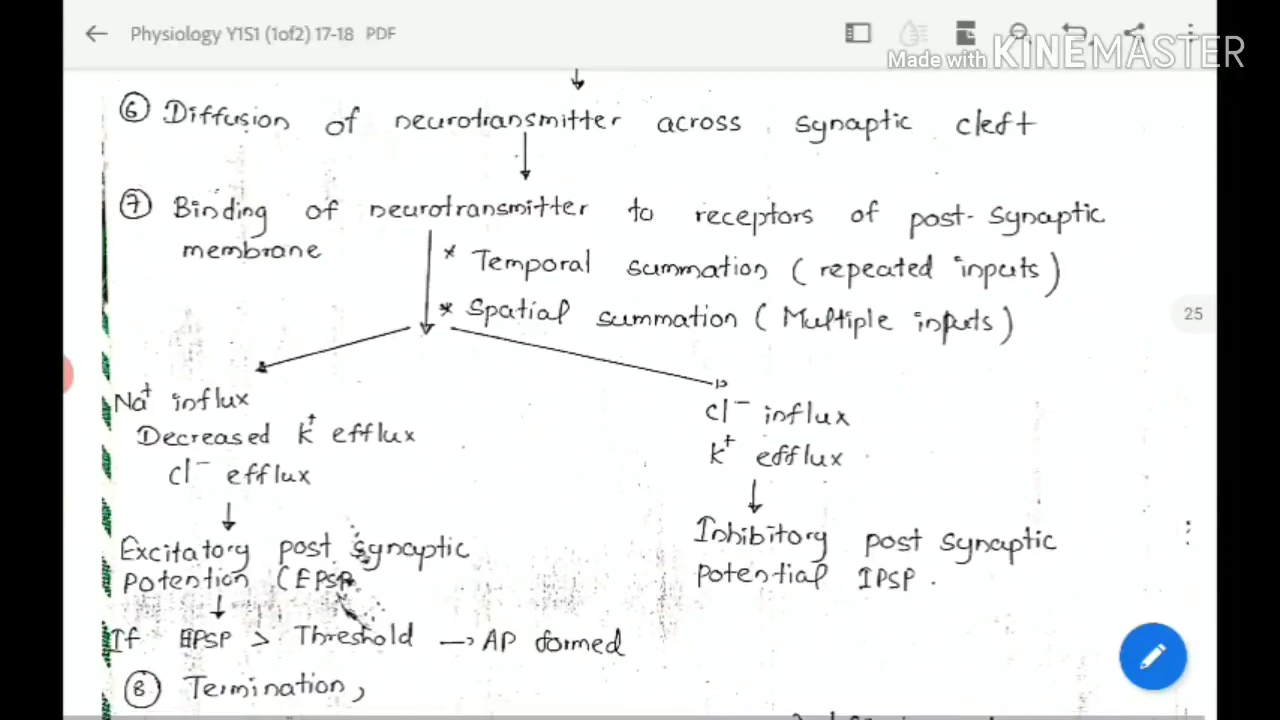 Physiology Y1S1 (1of2) 17-18 PDF
Made with KINEMASTER
⑥ Diffusion of neurotransmitter across synaptic cleft
⑦ Binding of neurotransmitter to receptors of post-synaptic
membrane
* Temporal summation (repeated inputs)
* Spatial summation (Multiple inputs)
25
Na+ influx
Decreased K+ efflux
Cl- efflux
Cl- influx
K+ efflux
Excitatory post synaptic
potention (EPSP
Inhibitory post synaptic
potential IPSP.
If EPSP > Threshold → AP formed
⑧ Termination,